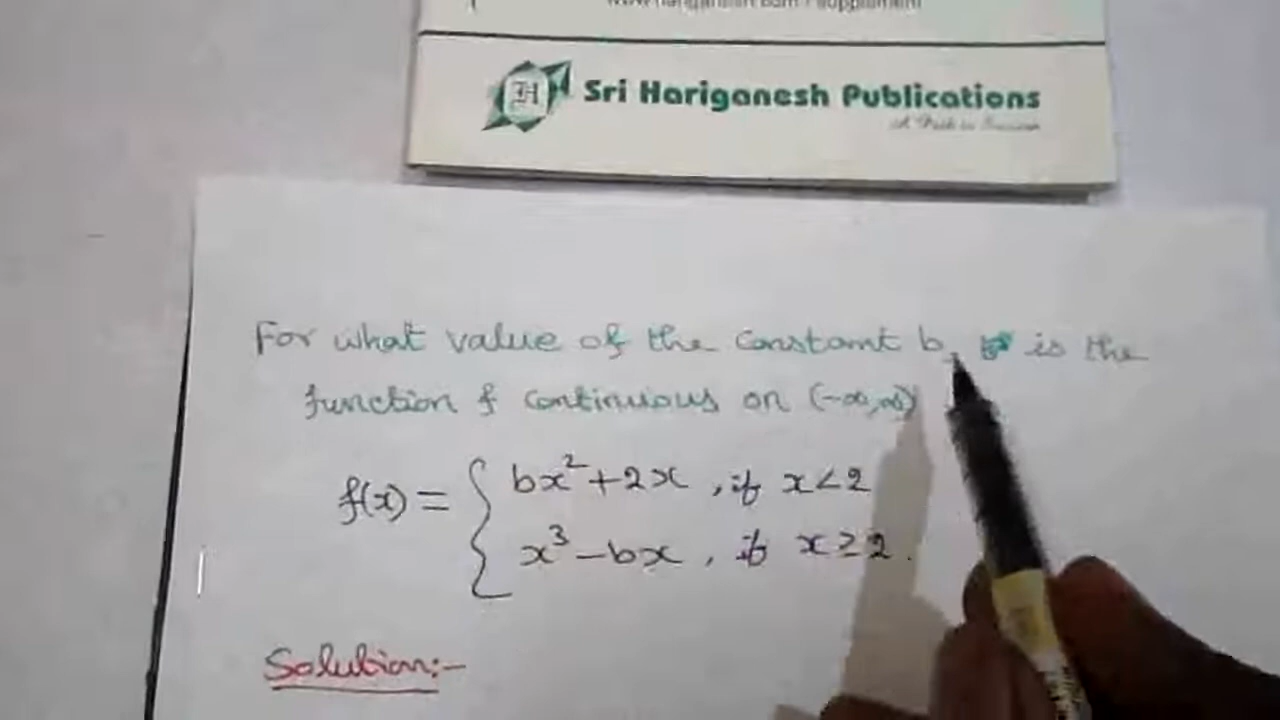 Sri Hariganesh Publications
For what value of the constant b, is the
function f continuous on (-∞,∞)
f(x) = { bx²+2x , if x<2
x³-bx , if x≥2.
Solution:-